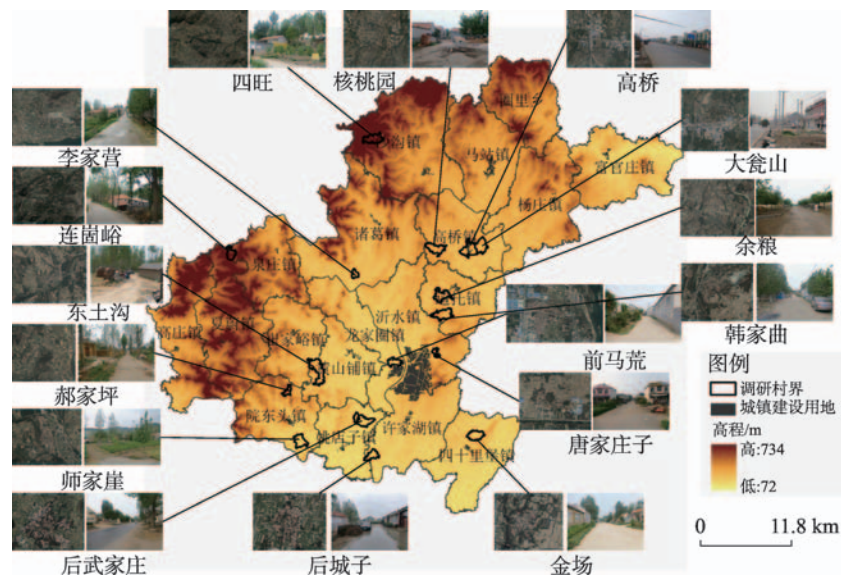 四旺
核桃园
高桥
李家营
大瓮山
连崮峪
余粮
东土沟
韩家曲
郝家坪
前马荒
师家崖
唐家庄子
后武家庄
后城子
金场
马站镇
富官庄镇
杨庄镇
诸葛镇
高桥镇
泉庄镇
沂水镇
龙家圈镇
高庄镇
院东头镇
许家湖镇
姚店子镇
四十里堡镇
图例
调研村界
城镇建设用地
高程/m
高:734
低:72
0 11.8 km